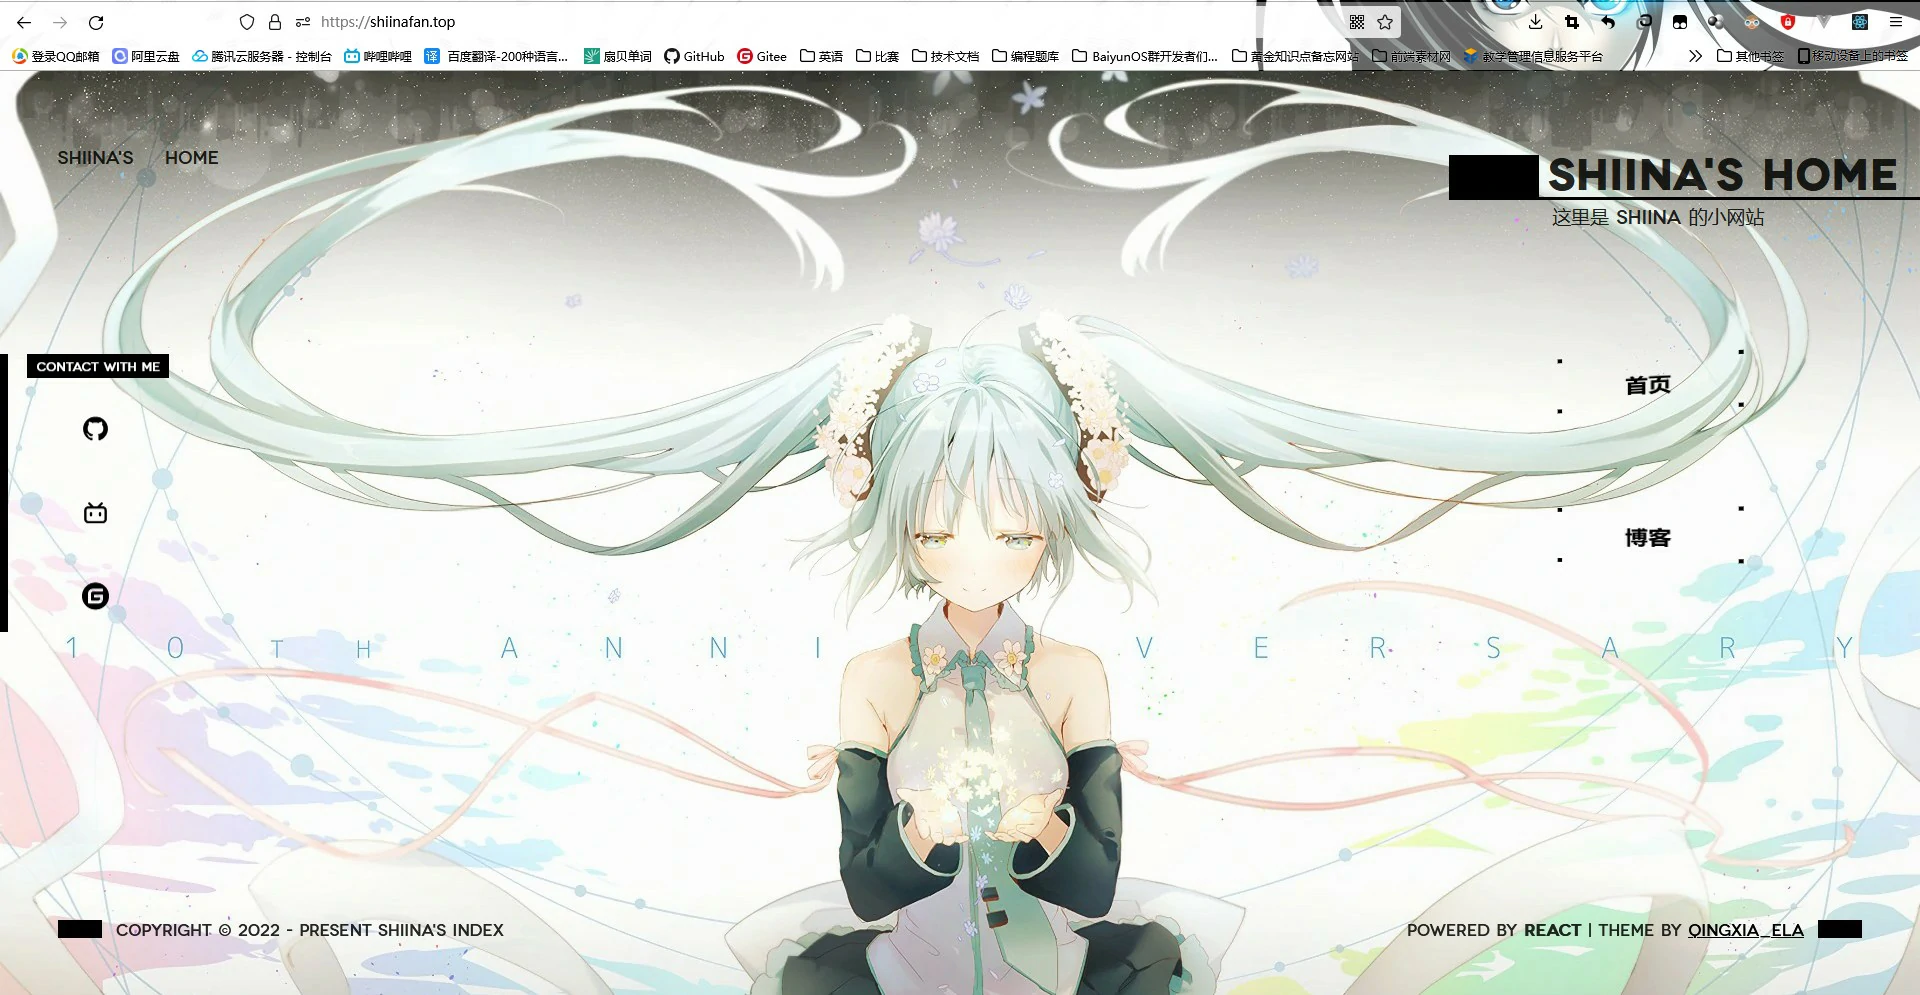 https://shiinafan.top
登录QQ邮箱 阿里云盘 腾讯云服务器 - 控制台 哔哩哔哩 百度翻译-200种语言... 扇贝单词 GitHub Gitee 英语 比赛 技术文档 编程题库 BaiyunOS群开发者们... 黄金知识点备忘网站 前端素材网 教学管理信息服务平台 其他书签 移动设备上的书签
SHIINA'S HOME
SHIINA'S HOME
这里是 SHIINA 的小网站
CONTACT WITH ME
首页
博客
10TH ANNIVERSARY
COPYRIGHT © 2022 - PRESENT SHIINA'S INDEX
POWERED BY REACT | THEME BY QINGXIA_ELA